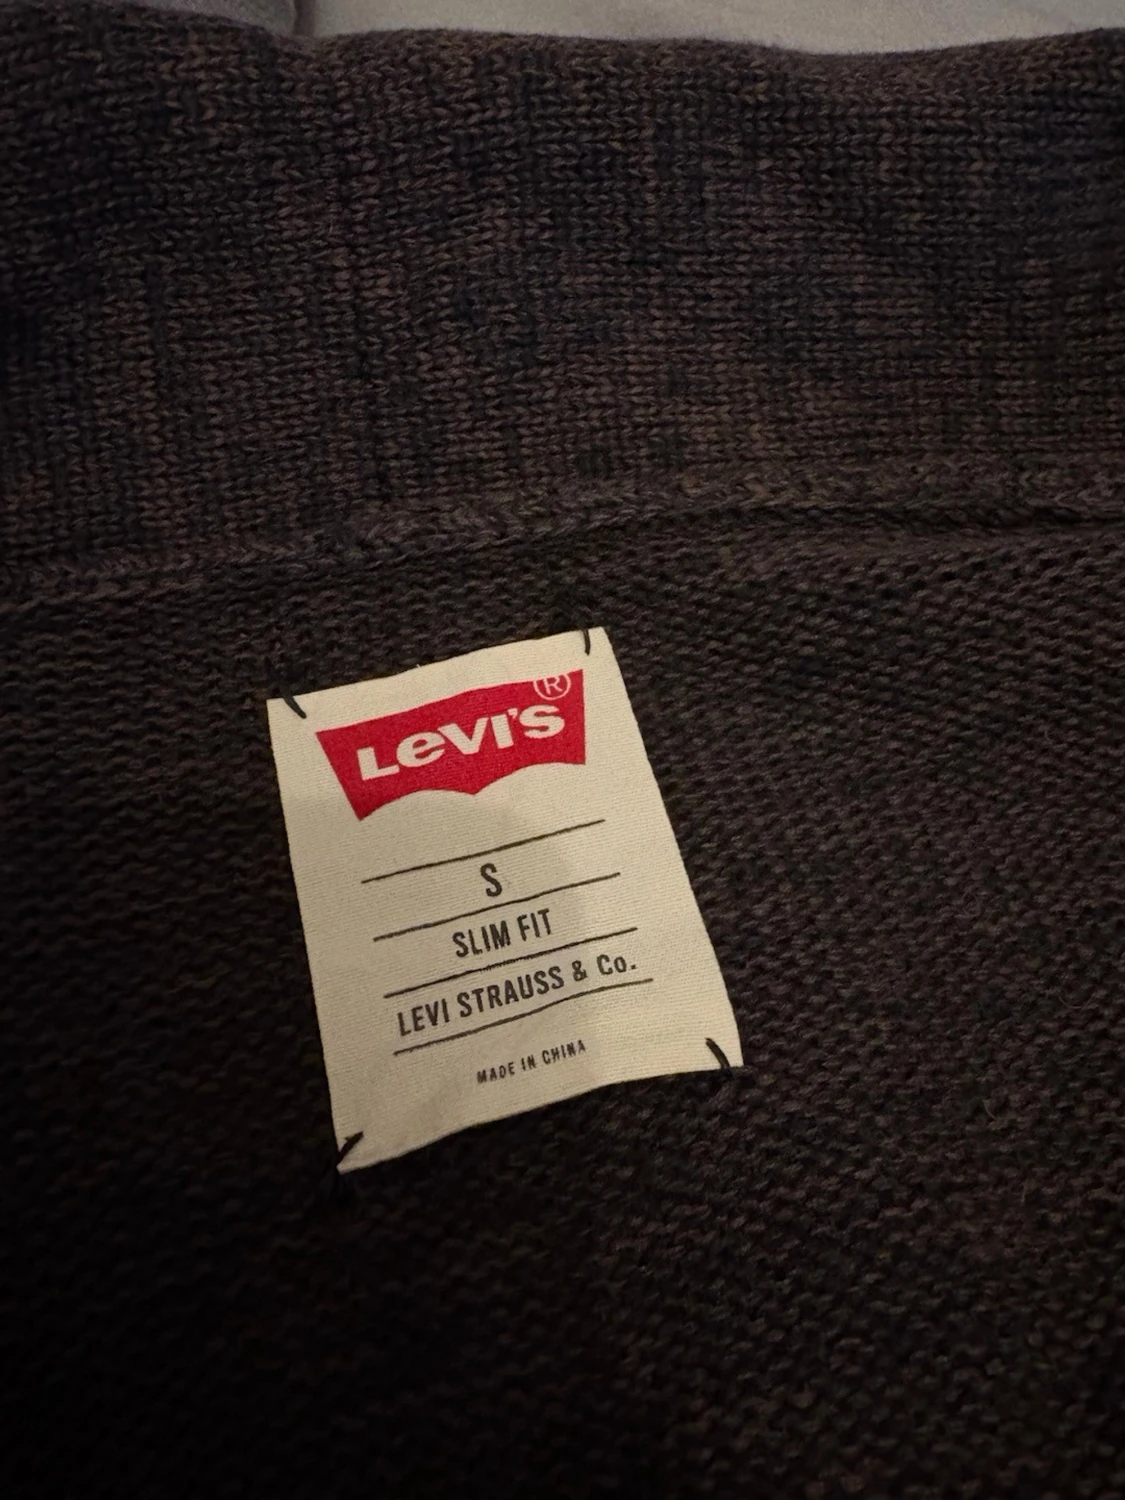 Levi's®
S
SLIM FIT
LEVI STRAUSS & Co.
MADE IN CHINA